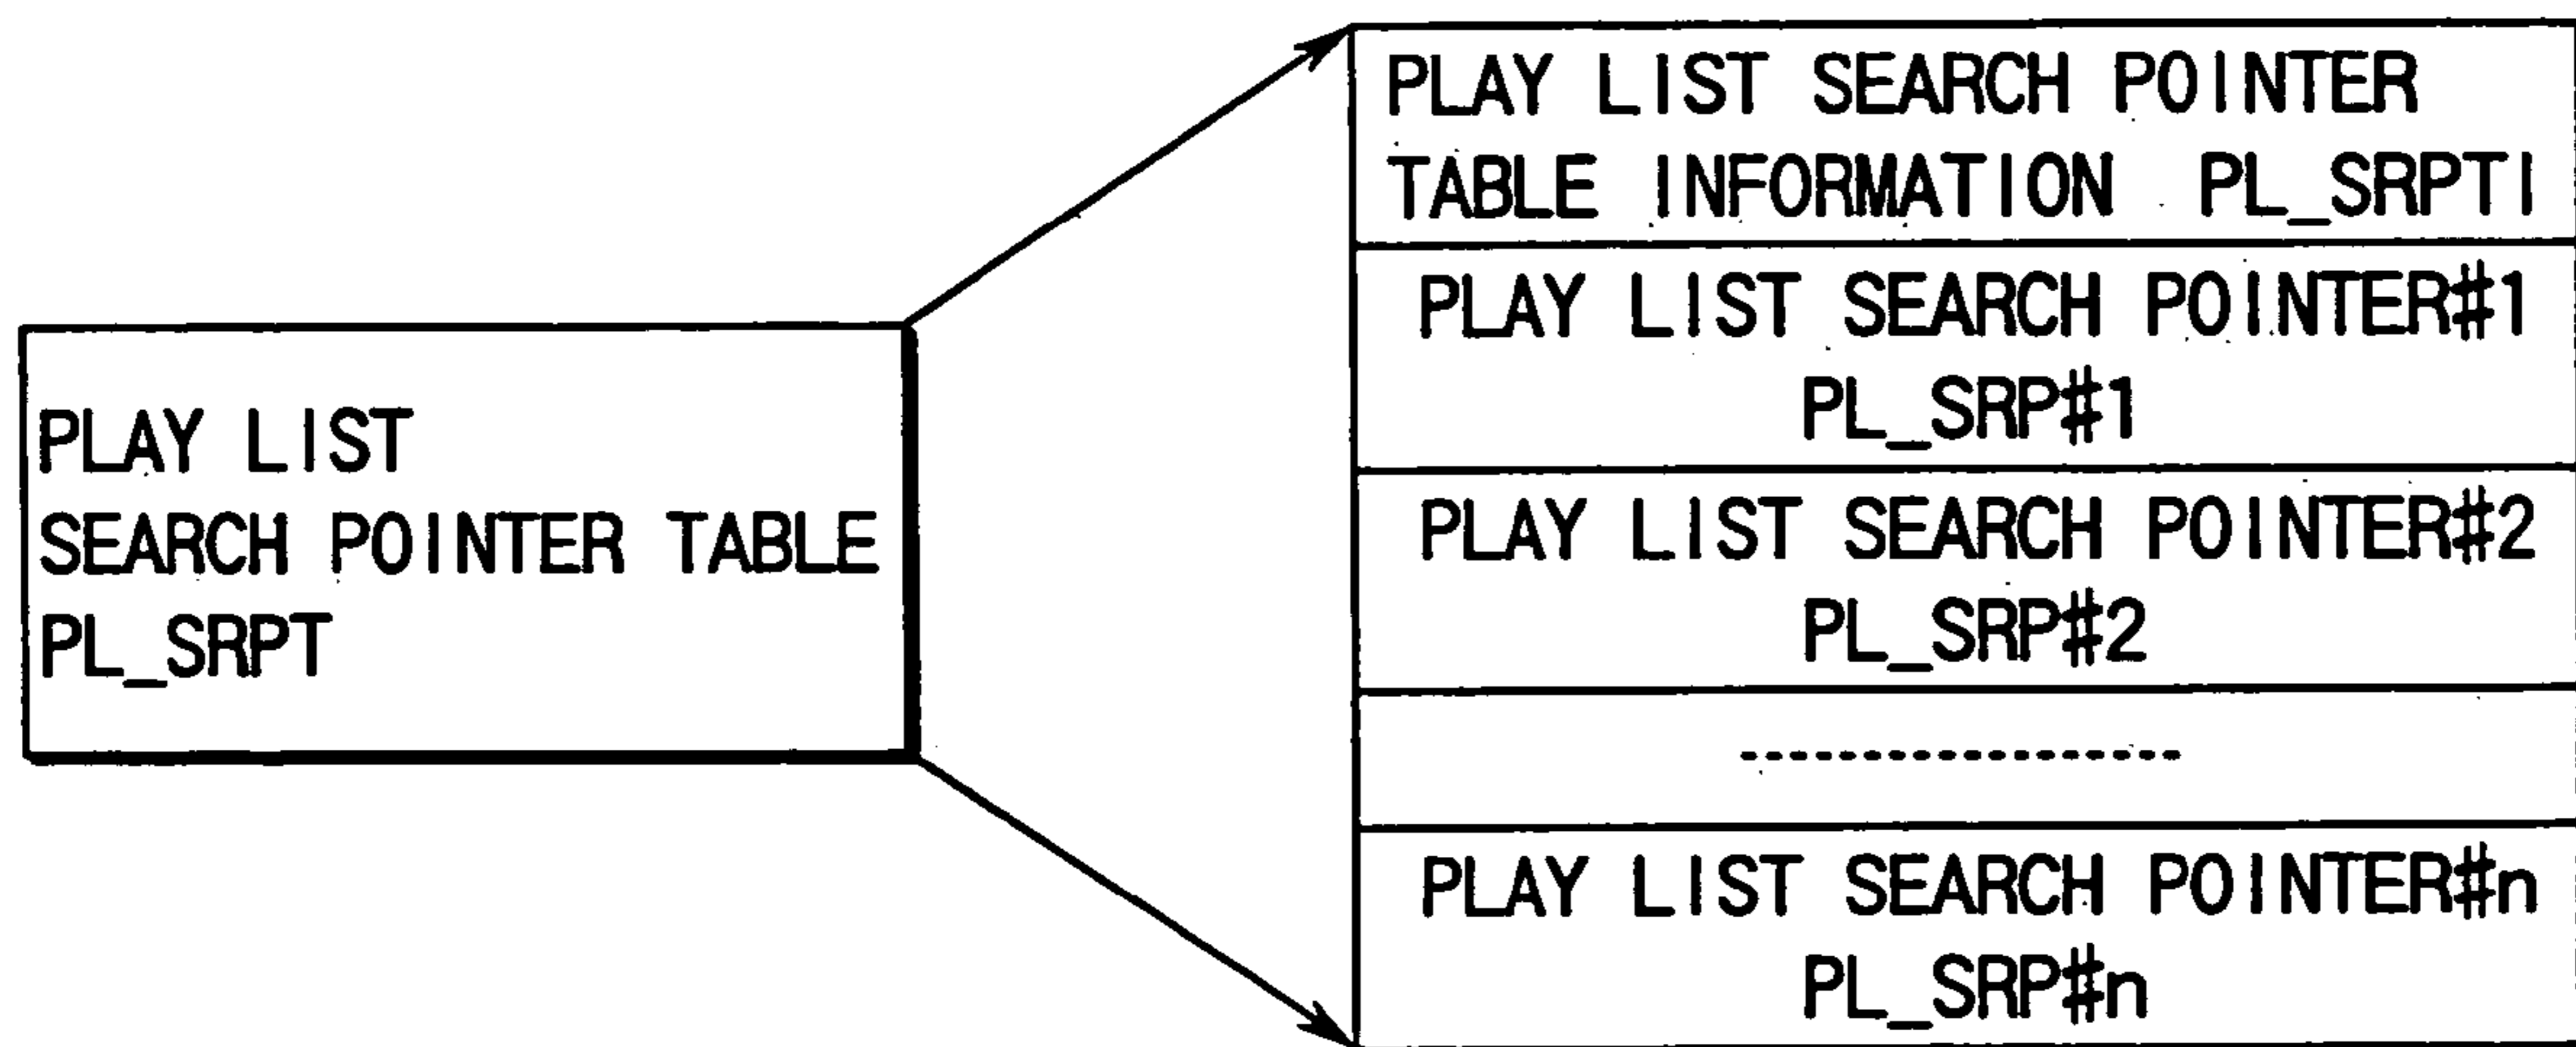 PLAY LIST
SEARCH POINTER TABLE
PL_SRPT
PLAY LIST SEARCH POINTER
TABLE INFORMATION PL_SRPTI
PLAY LIST SEARCH POINTER#1
PL_SRP#1
PLAY LIST SEARCH POINTER#2
PL_SRP#2
PLAY LIST SEARCH POINTER#n
PL_SRP#n